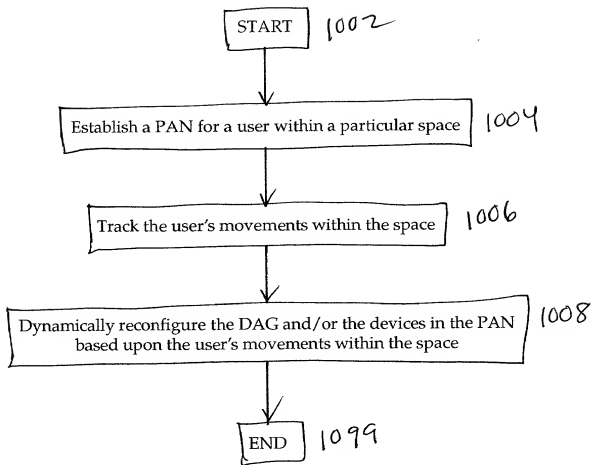 START 1002
Establish a PAN for a user within a particular space 1004
Track the user's movements within the space 1006
Dynamically reconfigure the DAG and/or the devices in the PAN 1008
based upon the user's movements within the space
END 1099